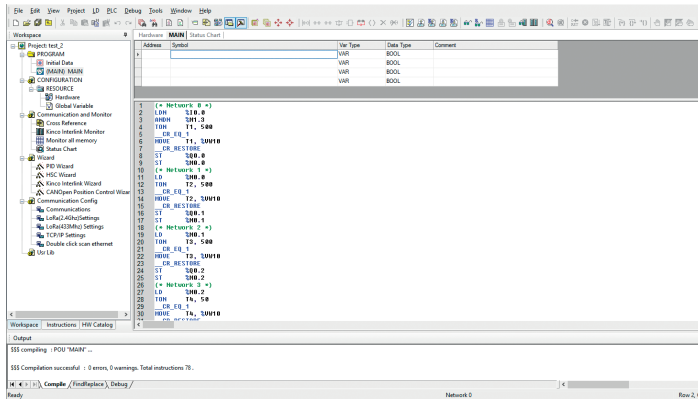 File Edit View Project LD PLC Debug Tools Window Help
Workspace
Project: test_2
PROGRAM
Initial Data
(MAIN) MAIN
CONFIGURATION
RESOURCE
Hardware
Global Variable
Communication and Monitor
Cross Reference
Kinco Interlink Monitor
Monitor all memory
Status Chart
Wizard
PID Wizard
HSC Wizard
Kinco Interlink Wizard
CANOpen Position Control Wizar
Communication Config
Communications
LoRa(2.4Ghz)Settings
LoRa(433Mhz) Settings
TCP/IP Settings
Double click scan ethernet
Usr Lib
Workspace Instructions HW Catalog
Hardware MAIN Status Chart
Address Symbol Var Type Data Type Comment
VAR BOOL
VAR BOOL
VAR BOOL
VAR BOOL
1 (* Network 0 *)
2 LDN %I0.0
3 ANDN %M1.3
4 TON T1, 500
5 __CR_EQ_1
6 MOVE T1, %VW10
7 __CR_RESTORE
8 ST %Q0.0
9 ST %M0.0
10 (* Network 1 *)
11 LD %M0.0
12 TON T2, 500
13 __CR_EQ_1
14 MOVE T2, %VW10
15 __CR_RESTORE
16 ST %Q0.1
17 ST %M0.1
18 (* Network 2 *)
19 LD %M0.1
20 TON T3, 500
21 __CR_EQ_1
22 MOVE T3, %VW10
23 __CR_RESTORE
24 ST %Q0.2
25 ST %M0.2
26 (* Network 3 *)
27 LD %M0.2
28 TON T4, 50
29 __CR_EQ_1
30 MOVE T4, %VW10
Output
$$$ compiling : POU "MAIN" ...
$$$ Compilation successful : 0 errors, 0 warnings. Total instructions 78 .
Compile FindReplace Debug
Ready Network 0 Row 2,